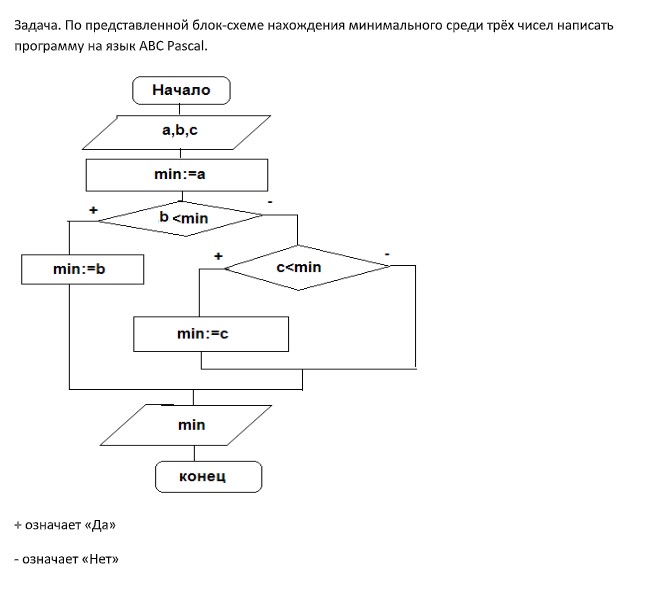 Задача. По представленной блок-схеме нахождения минимального среди трёх чисел написать
программу на язык ABC Pascal.
Начало
a,b,c
min:=a
+
-
b <min
+
-
min:=b
c<min
min:=c
min
конец
+ означает «Да»
- означает «Нет»